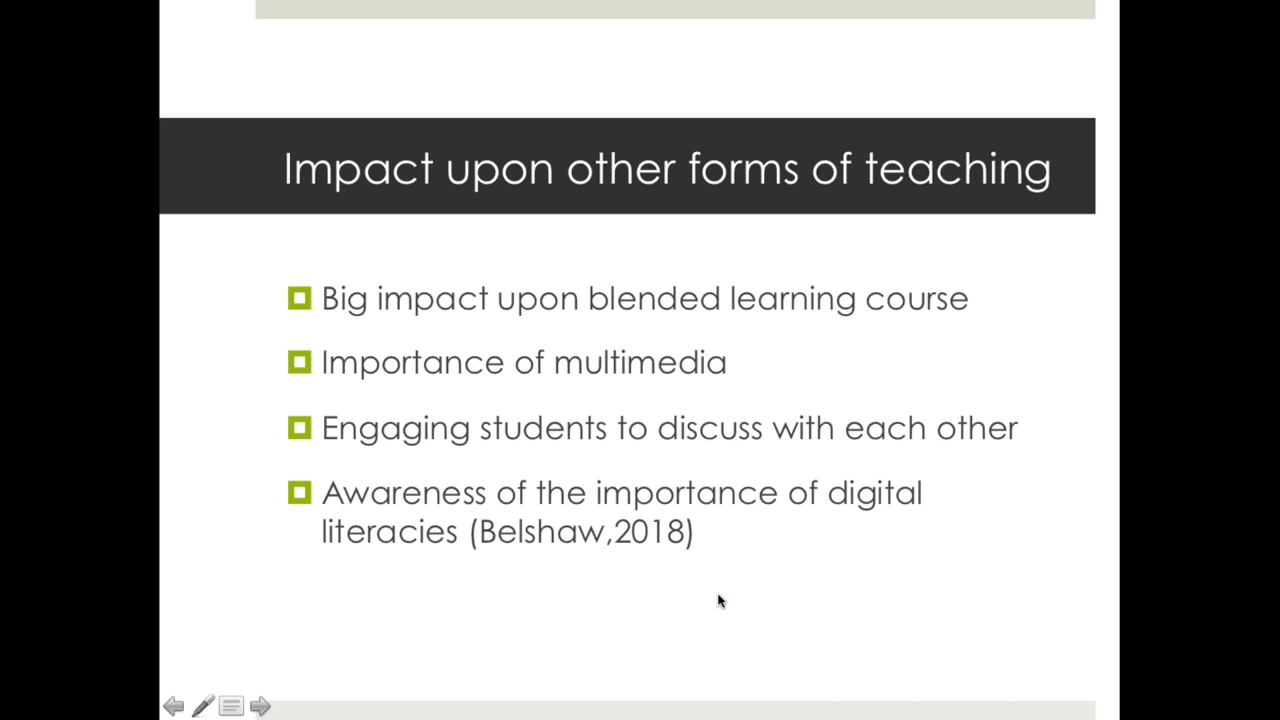 Impact upon other forms of teaching
Big impact upon blended learning course
Importance of multimedia
Engaging students to discuss with each other
Awareness of the importance of digital
literacies (Belshaw,2018)